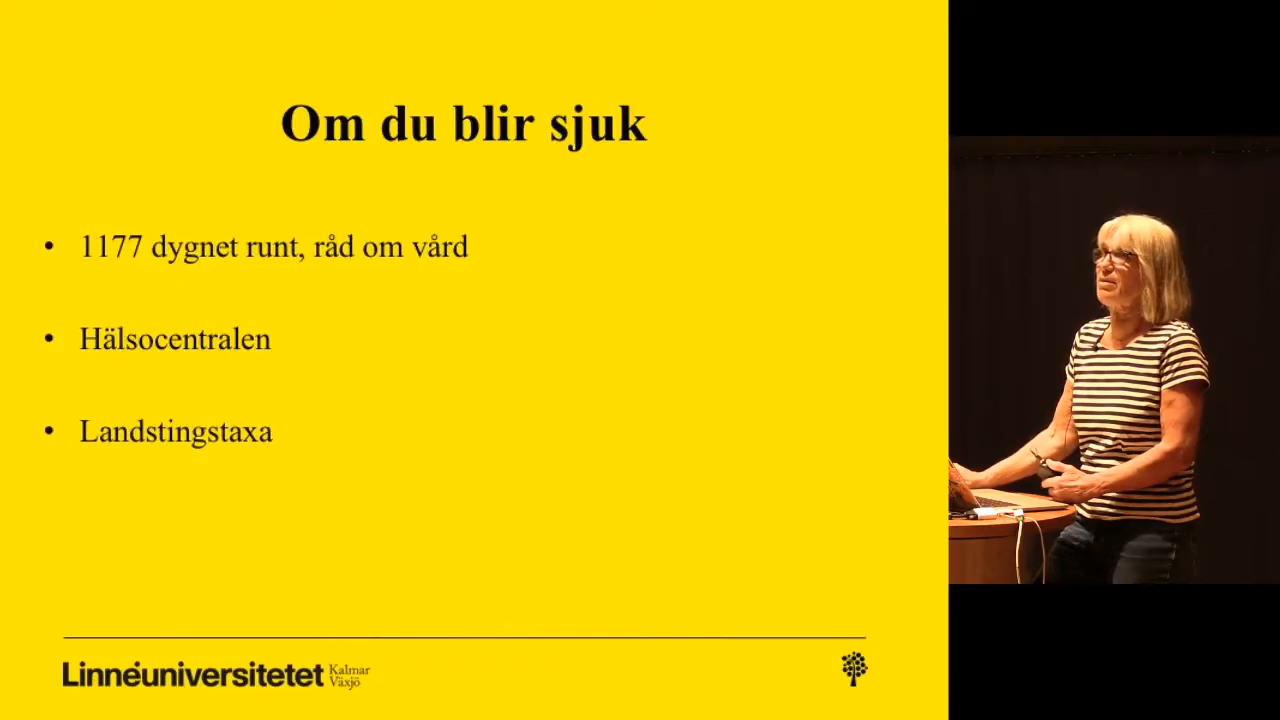 Om du blir sjuk
• 1177 dygnet runt, råd om vård
• Hälsocentralen
• Landstingstaxa
Linnéuniversitetet Kalmar
Växjö